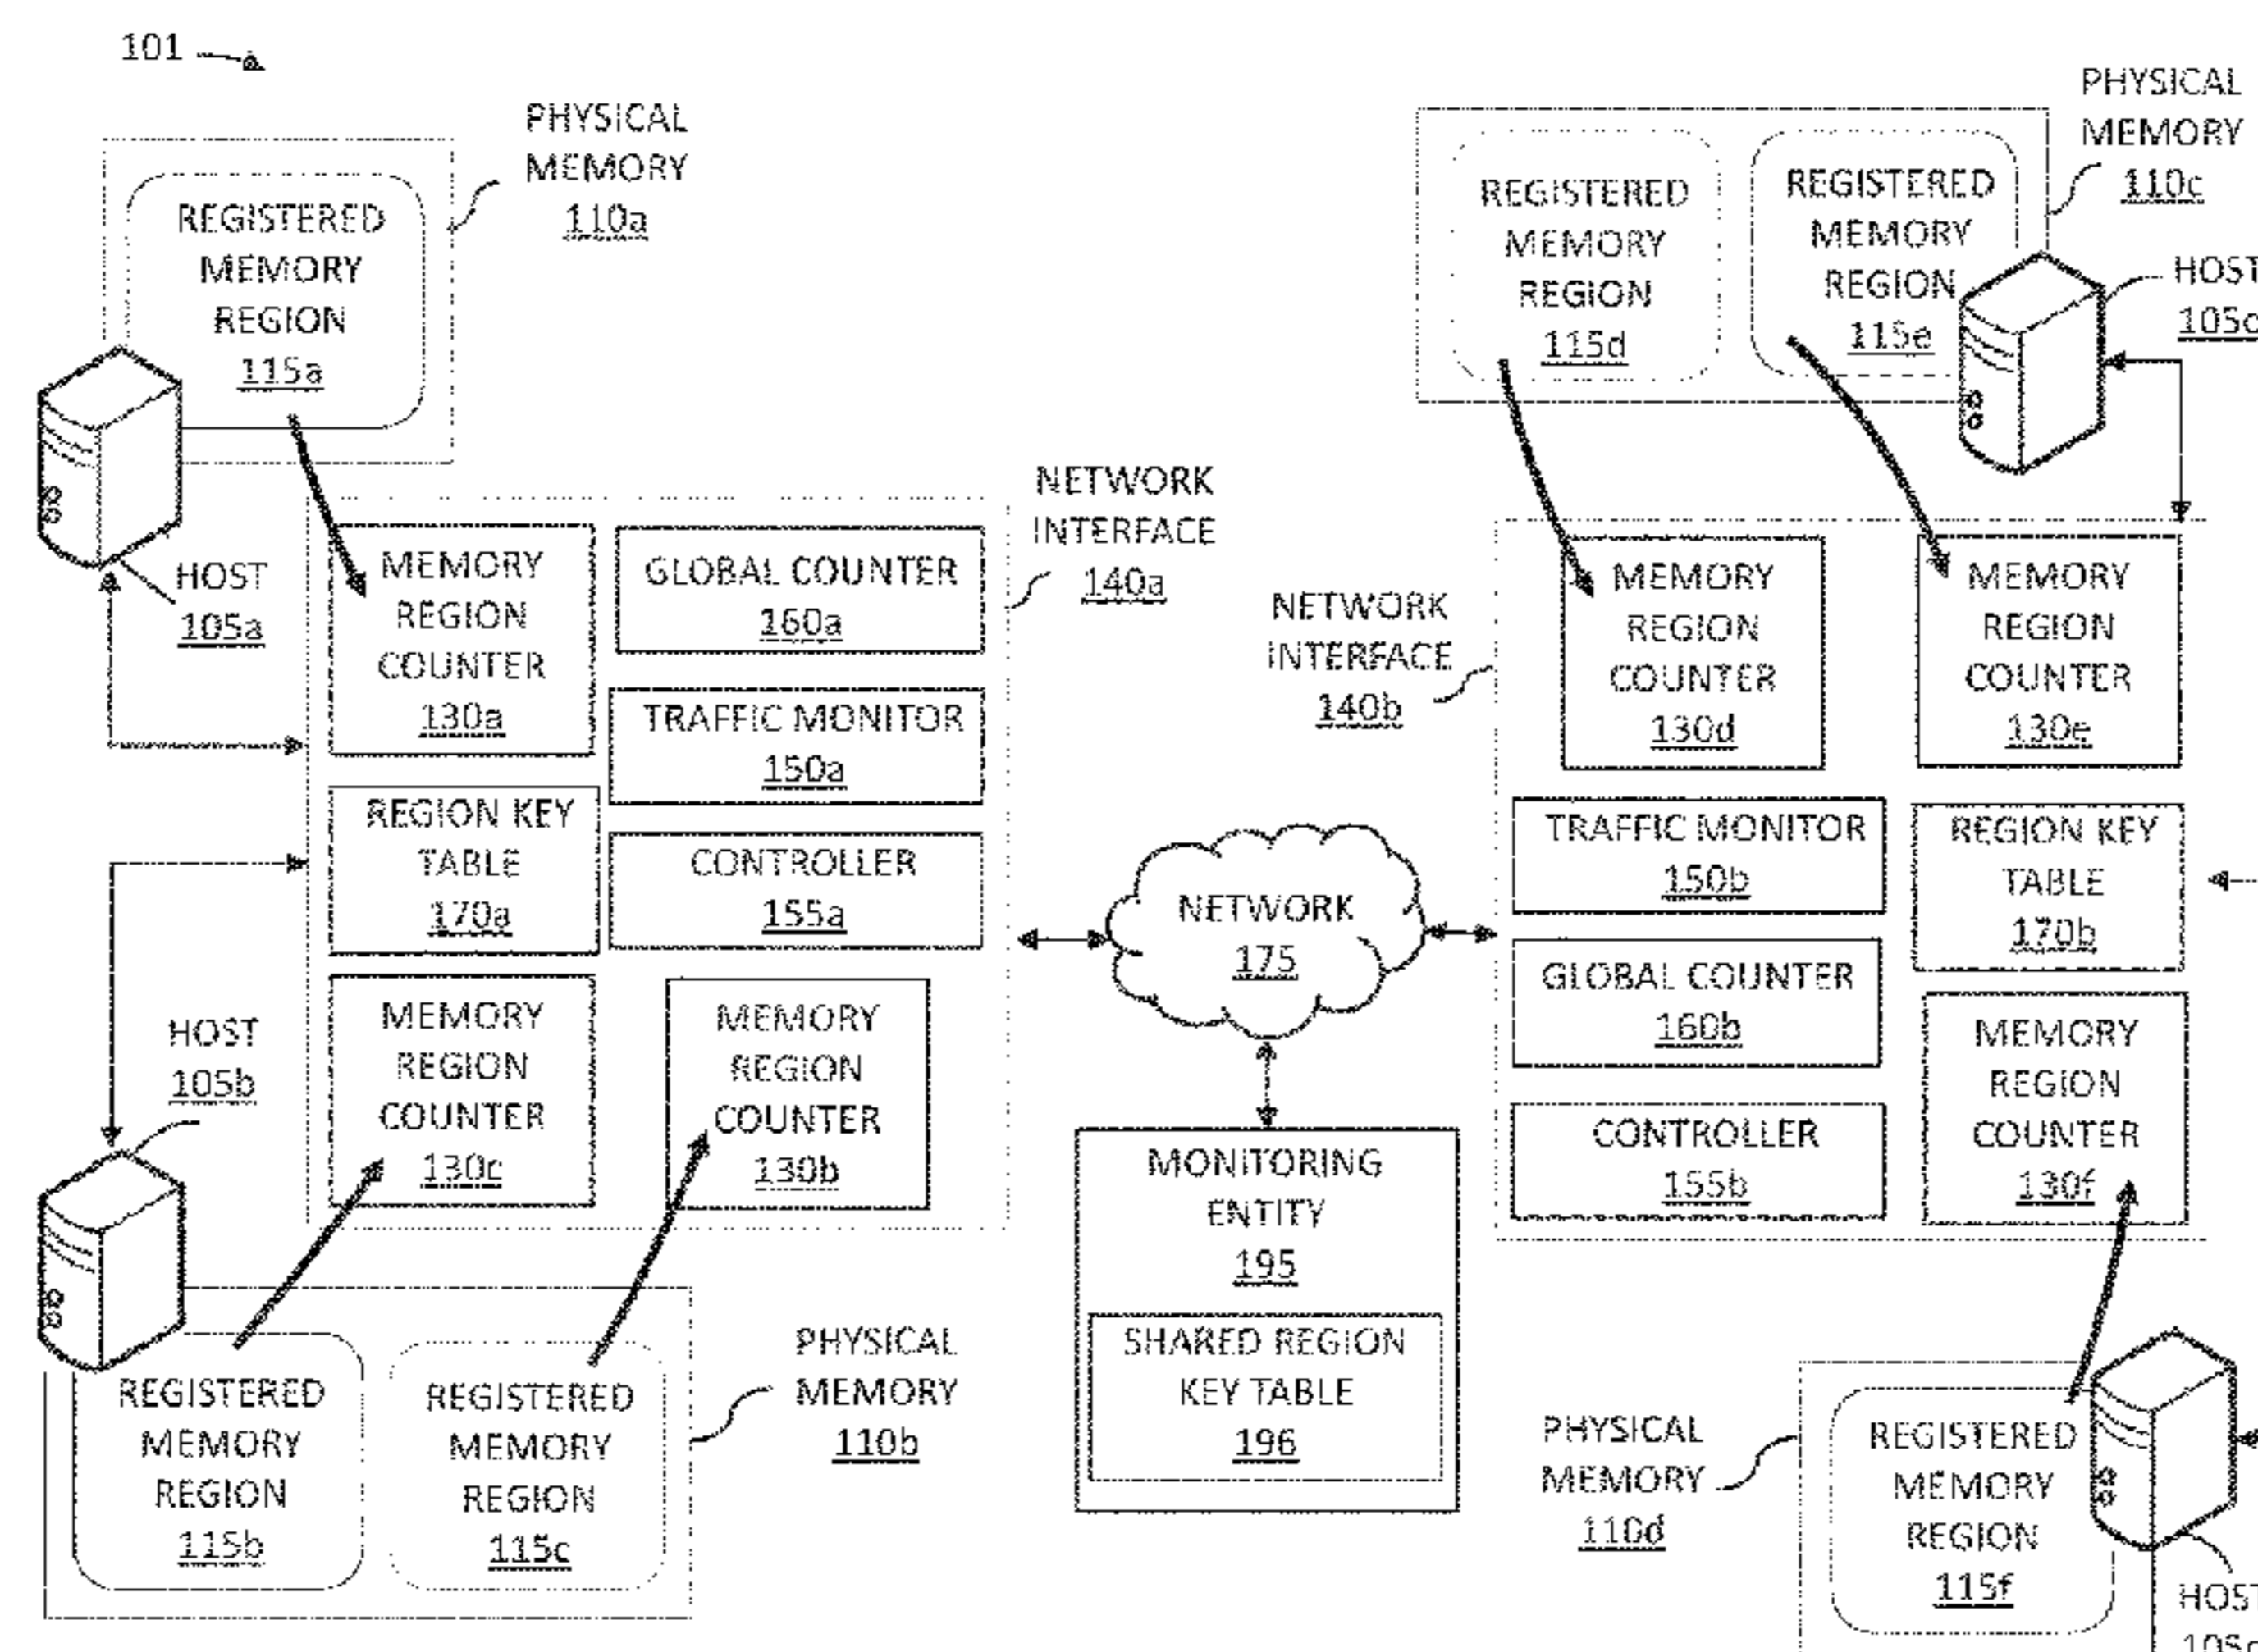 101
PHYSICAL
MEMORY
110a
REGISTERED
MEMORY
REGION
115a
HOST
105a
NETWORK
INTERFACE
140a
MEMORY
REGION
COUNTER
130a
GLOBAL COUNTER
160a
TRAFFIC MONITOR
150a
REGION KEY
TABLE
170a
CONTROLLER
155a
MEMORY
REGION
COUNTER
130c
MEMORY
REGION
COUNTER
130b
HOST
105b
REGISTERED
MEMORY
REGION
115b
REGISTERED
MEMORY
REGION
115c
PHYSICAL
MEMORY
110b
NETWORK
175
MONITORING
ENTITY
195
SHARED REGION
KEY TABLE
196
PHYSICAL
MEMORY
110c
REGISTERED
MEMORY
REGION
115d
REGISTERED
MEMORY
REGION
115e
HOST
NETWORK
INTERFACE
140b
MEMORY
REGION
COUNTER
130d
MEMORY
REGION
COUNTER
130e
TRAFFIC MONITOR
150b
REGION KEY
TABLE
170b
GLOBAL COUNTER
160b
MEMORY
REGION
COUNTER
130f
CONTROLLER
155b
PHYSICAL
MEMORY
110d
REGISTERED
MEMORY
REGION
115f
HOST